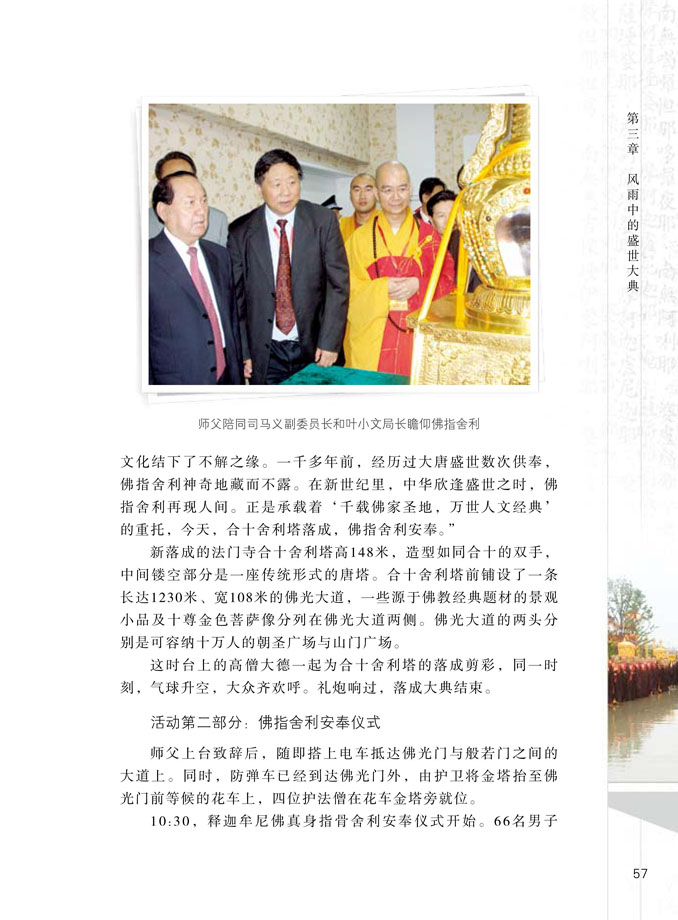 第三章 风雨中的盛世大典
师父陪同司马义副委员长和叶小文局长瞻仰佛指舍利
文化结下了不解之缘。一千多年前，经历过大唐盛世数次供奉，
佛指舍利神奇地藏而不露。在新世纪里，中华欣逢盛世之时，佛
指舍利再现人间。正是承载着‘千载佛家圣地，万世人文经典’
的重托，今天，合十舍利塔落成，佛指舍利安奉。”
新落成的法门寺合十舍利塔高148米，造型如同合十的双手，
中间镂空部分是一座传统形式的唐塔。合十舍利塔前铺设了一条
长达1230米、宽108米的佛光大道，一些源于佛教经典题材的景观
小品及十尊金色菩萨像分列在佛光大道两侧。佛光大道的两头分
别是可容纳十万人的朝圣广场与山门广场。
这时台上的高僧大德一起为合十舍利塔的落成剪彩，同一时
刻，气球升空，大众齐欢呼。礼炮响过，落成大典结束。
活动第二部分：佛指舍利安奉仪式
师父上台致辞后，随即搭上电车抵达佛光门与般若门之间的
大道上。同时，防弹车已经到达佛光门外，由护卫将金塔抬至佛
光门前等候的花车上，四位护法僧在花车金塔旁就位。
10:30，释迦牟尼佛真身指骨舍利安奉仪式开始。66名男子
57